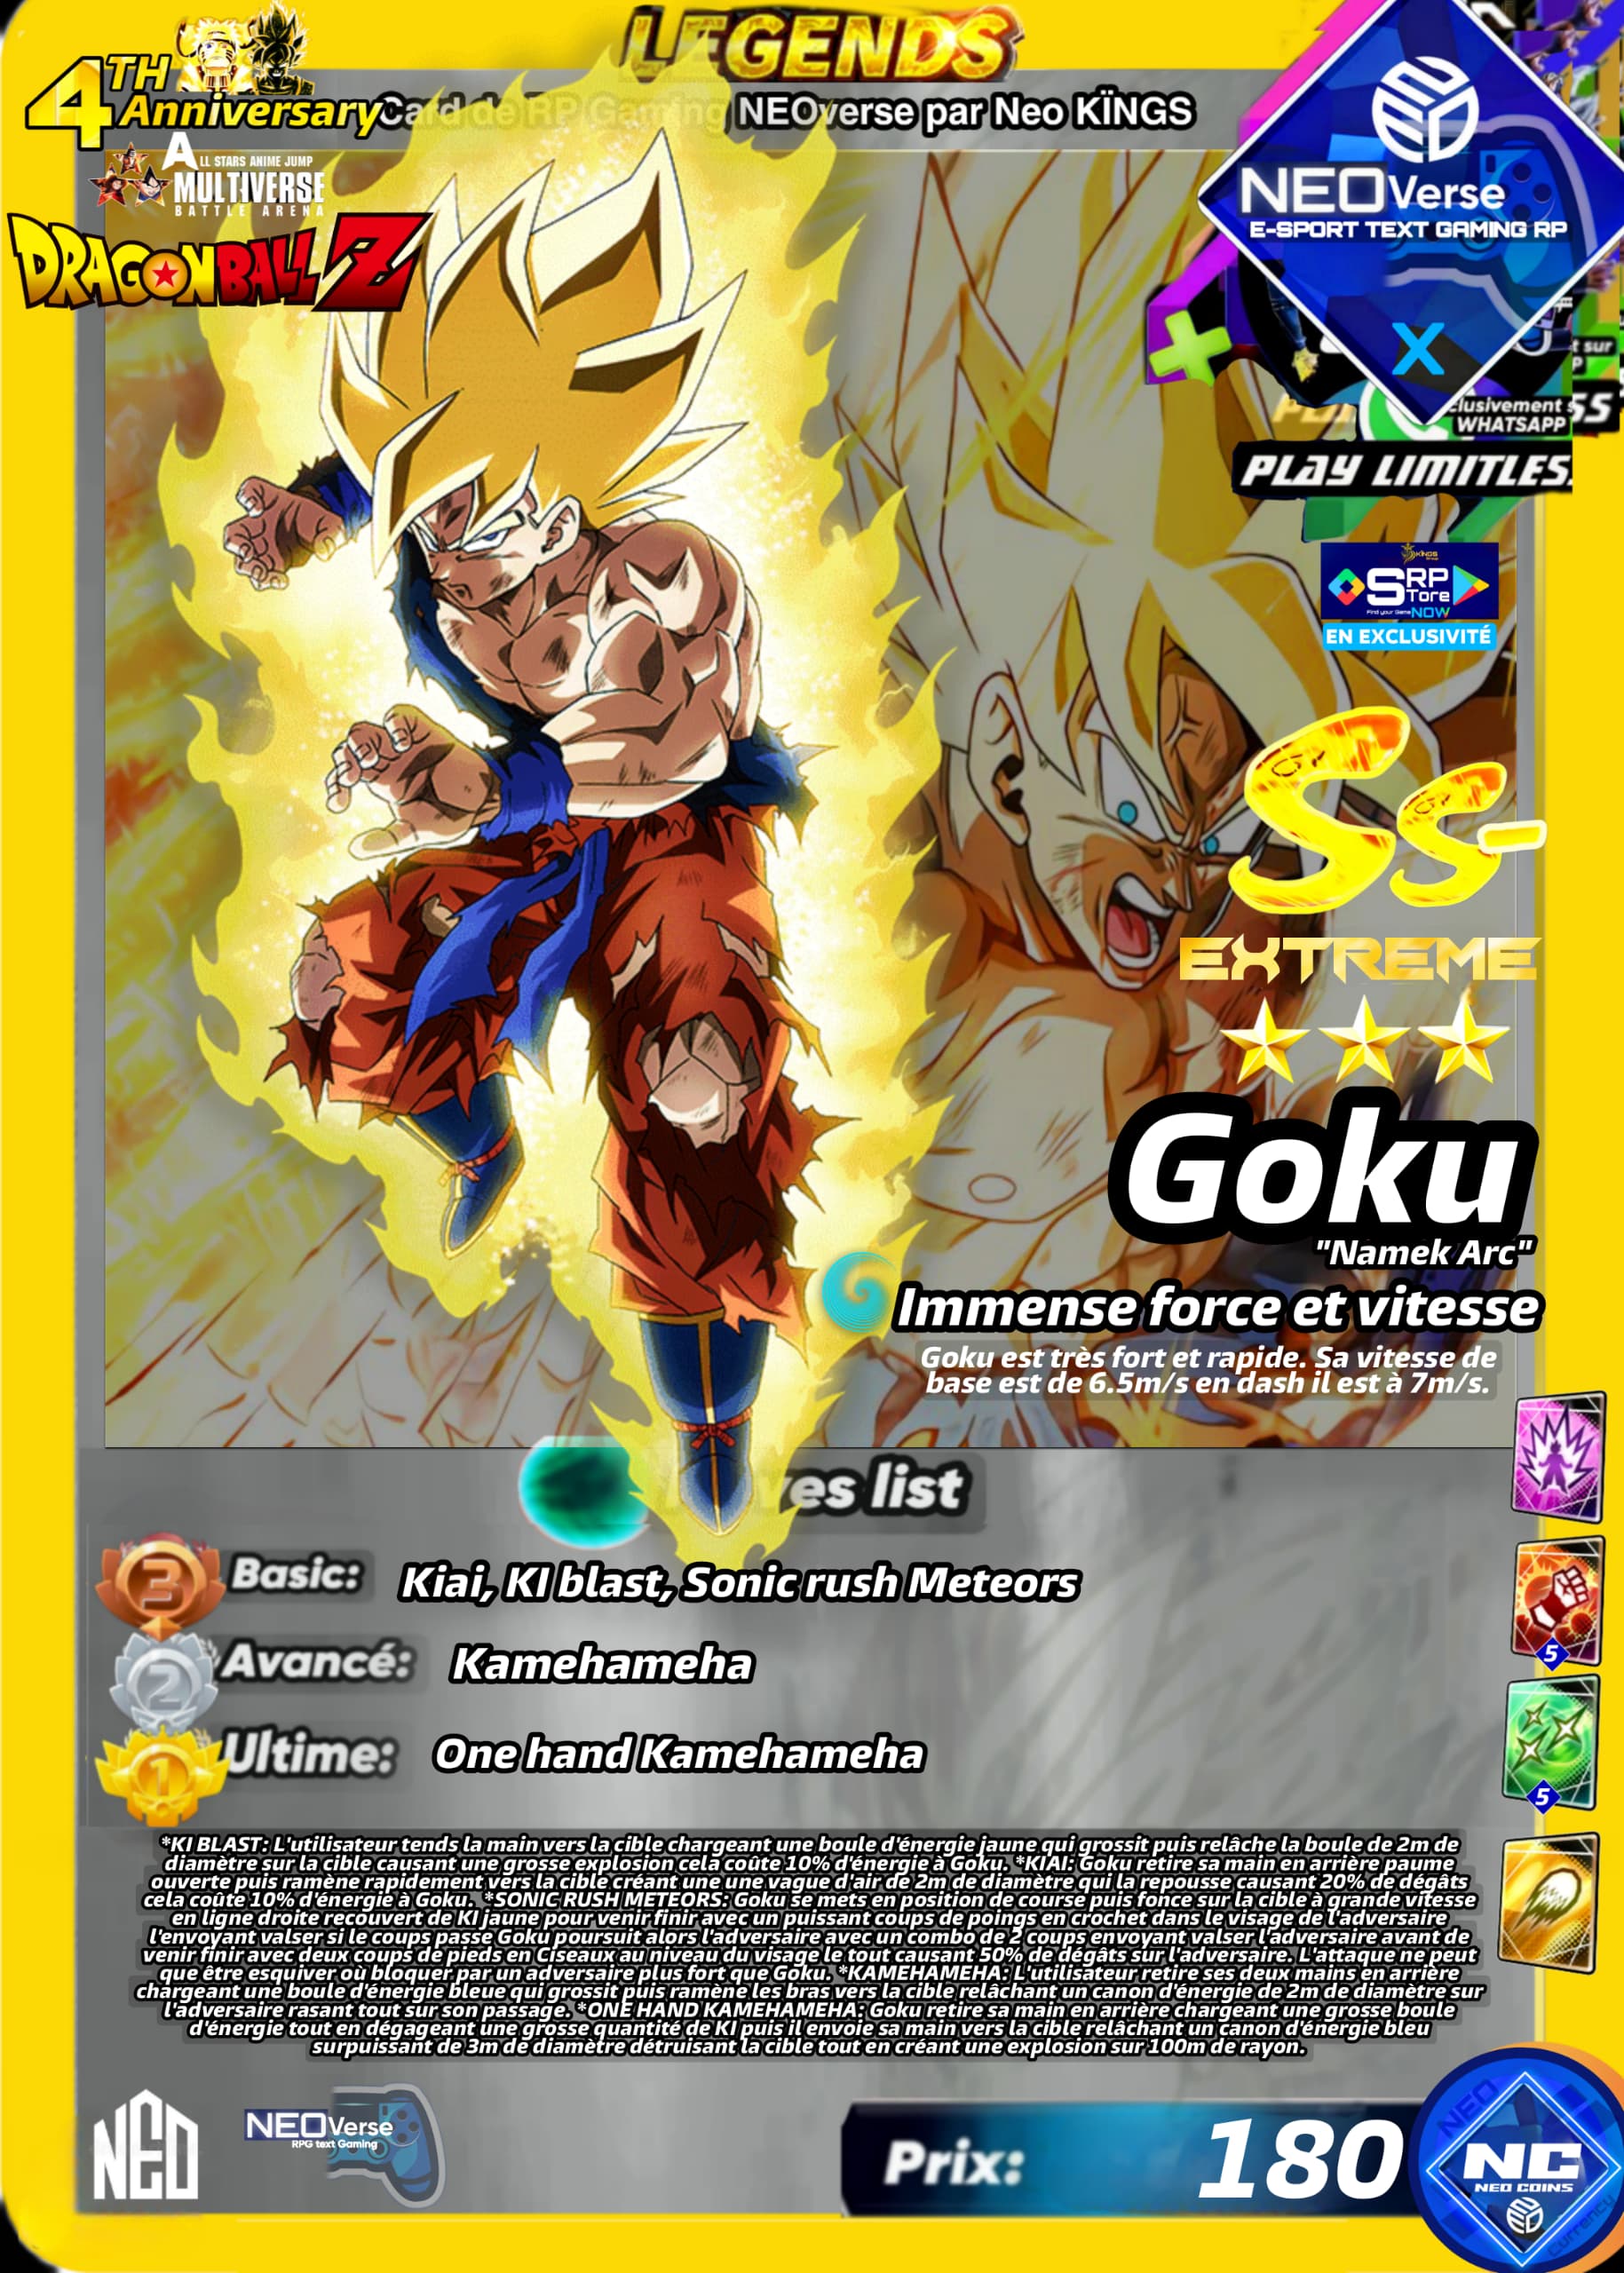 LEGENDS
4TH
Anniversary
Card de RP Gaming NEOverse par Neo KÏNGS
ALL STARS ANIME JUMP
MULTIVERSE
BATTLE ARENA
DRAGONBALL Z
NEOVerse
E-SPORT TEXT GAMING RP
X
t sur
clusivement s
WHATSAPP
SS
PLAY LIMITLES
KiNGS
SRP
Tore
Find your Game NOW
EN EXCLUSIVITÉ
Ss-
EXTREME
Goku
"Namek Arc"
Immense force et vitesse
Goku est très fort et rapide. Sa vitesse de
base est de 6.5m/s en dash il est à 7m/s.
ves list
3 Basic: Kiai, KI blast, Sonic rush Meteors
2 Avancé: Kamehameha
1 Ultime: One hand Kamehameha
5
5
*KI BLAST: L'utilisateur tends la main vers la cible chargeant une boule d'énergie jaune qui grossit puis relâche la boule de 2m de
diamètre sur la cible causant une grosse explosion cela coûte 10% d'énergie à Goku. *KIAI: Goku retire sa main en arrière paume
ouverte puis ramène rapidement vers la cible créant une une vague d'air de 2m de diamètre qui la repousse causant 20% de dégâts
cela coûte 10% d'énergie à Goku. *SONIC RUSH METEORS: Goku se mets en position de course puis fonce sur la cible à grande vitesse
en ligne droite recouvert de KI jaune pour venir finir avec un puissant coups de poings en crochet dans le visage de l'adversaire
l'envoyant valser si le coups passe Goku poursuit alors l'adversaire avec un combo de 2 coups envoyant valser l'adversaire avant de
venir finir avec deux coups de pieds en Ciseaux au niveau du visage le tout causant 50% de dégâts sur l'adversaire. L'attaque ne peut
que être esquiver où bloquer par un adversaire plus fort que Goku. *KAMEHAMEHA: L'utilisateur retire ses deux mains en arrière
chargeant une boule d'énergie bleue qui grossit puis ramène les bras vers la cible relâchant un canon d'énergie de 2m de diamètre sur
l'adversaire rasant tout sur son passage. *ONE HAND KAMEHAMEHA: Goku retire sa main en arrière chargeant une grosse boule
d'énergie tout en dégageant une grosse quantité de KI puis il envoie sa main vers la cible relâchant un canon d'énergie bleu
surpuissant de 3m de diamètre détruisant la cible tout en créant une explosion sur 100m de rayon.
NEO
NEOVerse
RPG text Gaming
Prix: 180
NEO
NC
NEO COINS
Currency